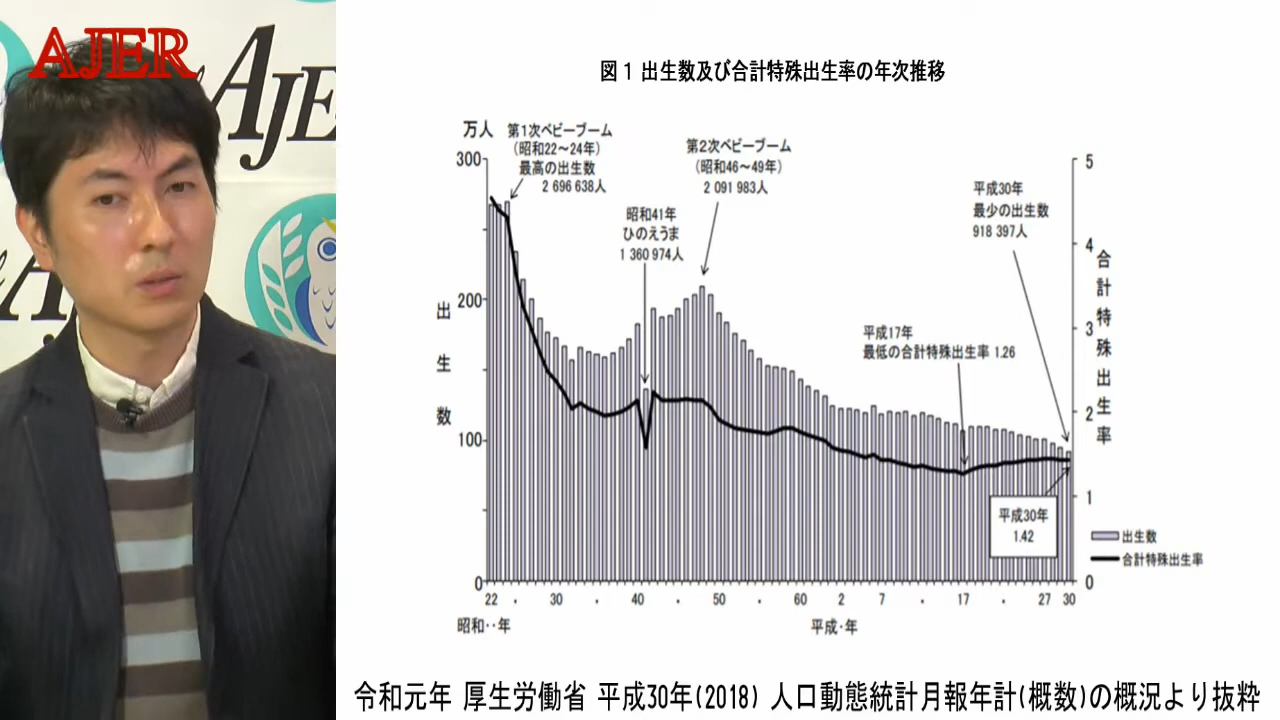 AJER
AJE
図1 出生数及び合計特殊出生率の年次推移
万人
第1次ベビーブーム
(昭和22～24年)
最高の出生数
2 696 638人
第2次ベビーブーム
(昭和46～49年)
2 091 983人
昭和41年
ひのえうま
1 360 974人
平成30年
最少の出生数
918 397人
平成17年
最低の合計特殊出生率 1.26
平成30年
1.42
出生数
合計特殊出生率
300
200
100
0
5
4
3
2
1
0
出生数
合計特殊出生率
22 ・ 30 ・ 40 ・ 50 ・ 60 2 7 ・ 17 ・ 27 30
昭和・・年
平成・年
令和元年 厚生労働省 平成30年(2018) 人口動態統計月報年計(概数)の概況より抜粋